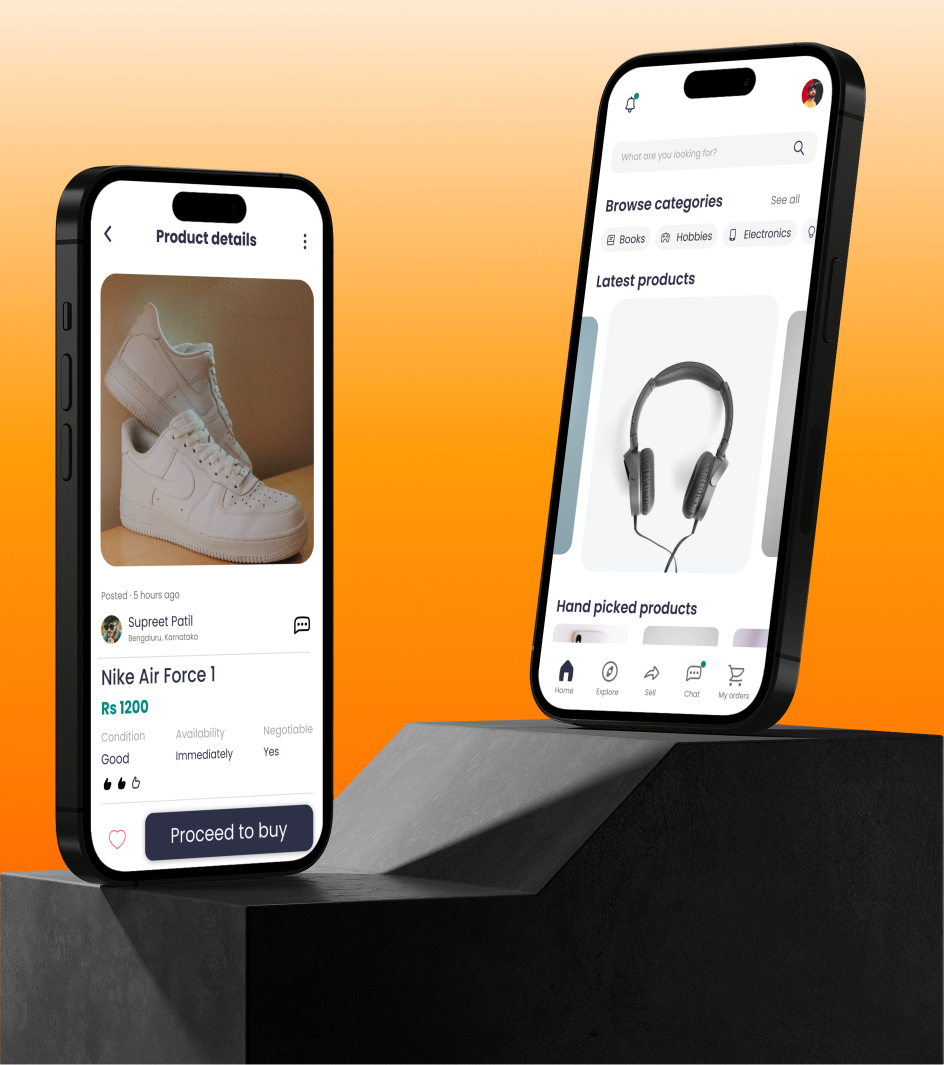 Product details
Posted · 5 hours ago
Supreet Patil
Bengaluru, Karnataka
Nike Air Force 1
Rs 1200
Condition Availability Negotiable
Good Immediately Yes
Proceed to buy
What are you looking for?
Browse categories See all
Books Hobbies Electronics
Latest products
Hand picked products
Home Explore Sell Chat My orders